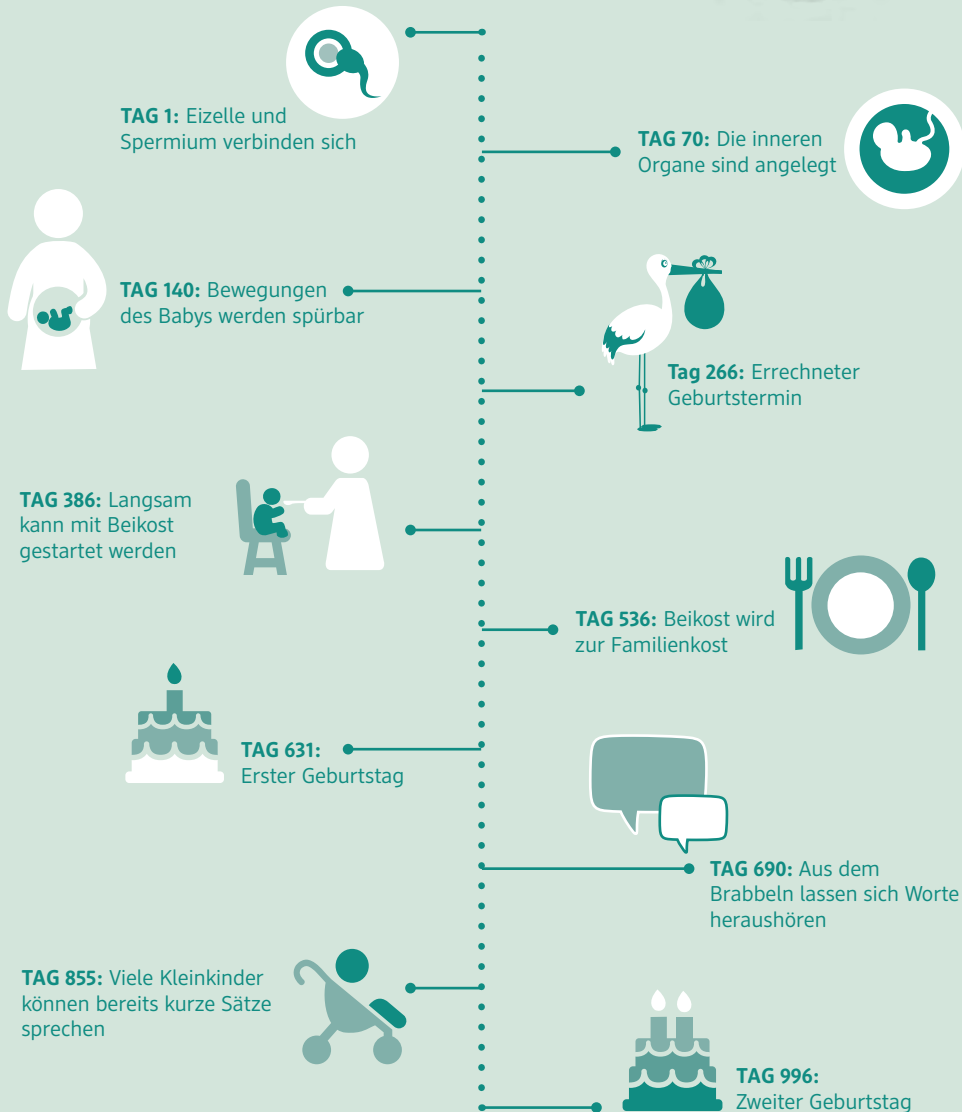 TAG 1: Eizelle und
Spermium verbinden sich
TAG 70: Die inneren
Organe sind angelegt
TAG 140: Bewegungen
des Babys werden spürbar
Tag 266: Errechneter
Geburtstermin
TAG 386: Langsam
kann mit Beikost
gestartet werden
TAG 536: Beikost wird
zur Familienkost
TAG 631:
Erster Geburtstag
TAG 690: Aus dem
Brabbeln lassen sich Worte
heraushören
TAG 855: Viele Kleinkinder
können bereits kurze Sätze
sprechen
TAG 996:
Zweiter Geburtstag